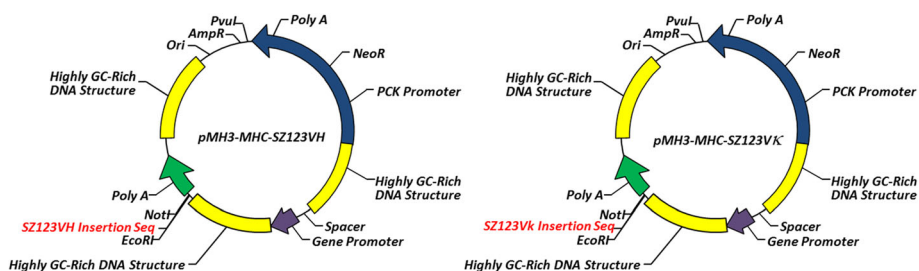 PvuI
AmpR
Ori
Poly A
NeoR
Highly GC-Rich
DNA Structure
PCK Promoter
pMH3-MHC-SZ123VH
Highly GC-Rich
DNA Structure
Poly A
NotI
SZ123VH Insertion Seq
EcoRI
Spacer
Gene Promoter
Highly GC-Rich DNA Structure
PvuI
AmpR
Ori
Poly A
NeoR
Highly GC-Rich
DNA Structure
PCK Promoter
pMH3-MHC-SZ123VK
Highly GC-Rich
DNA Structure
Poly A
NotI
SZ123Vk Insertion Seq
EcoRI
Spacer
Gene Promoter
Highly GC-Rich DNA Structure